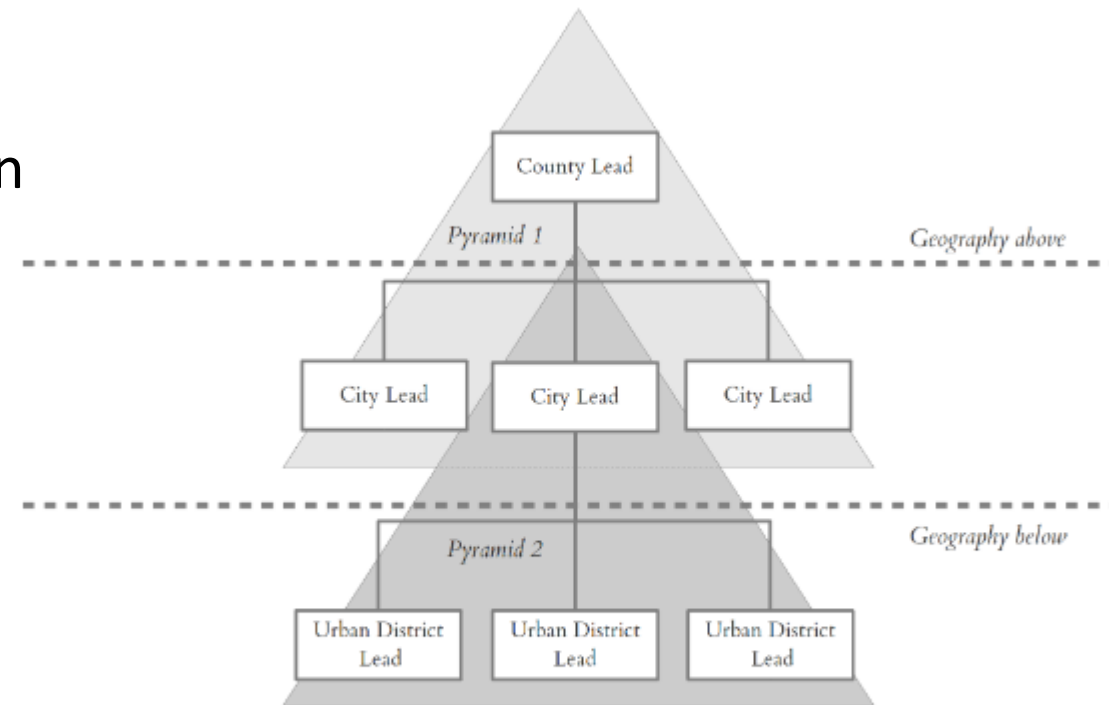 n
County Lead
Pyramid 1
Geography above
City Lead
City Lead
City Lead
Geography below
Pyramid 2
Urban District
Lead
Urban District
Lead
Urban District
Lead